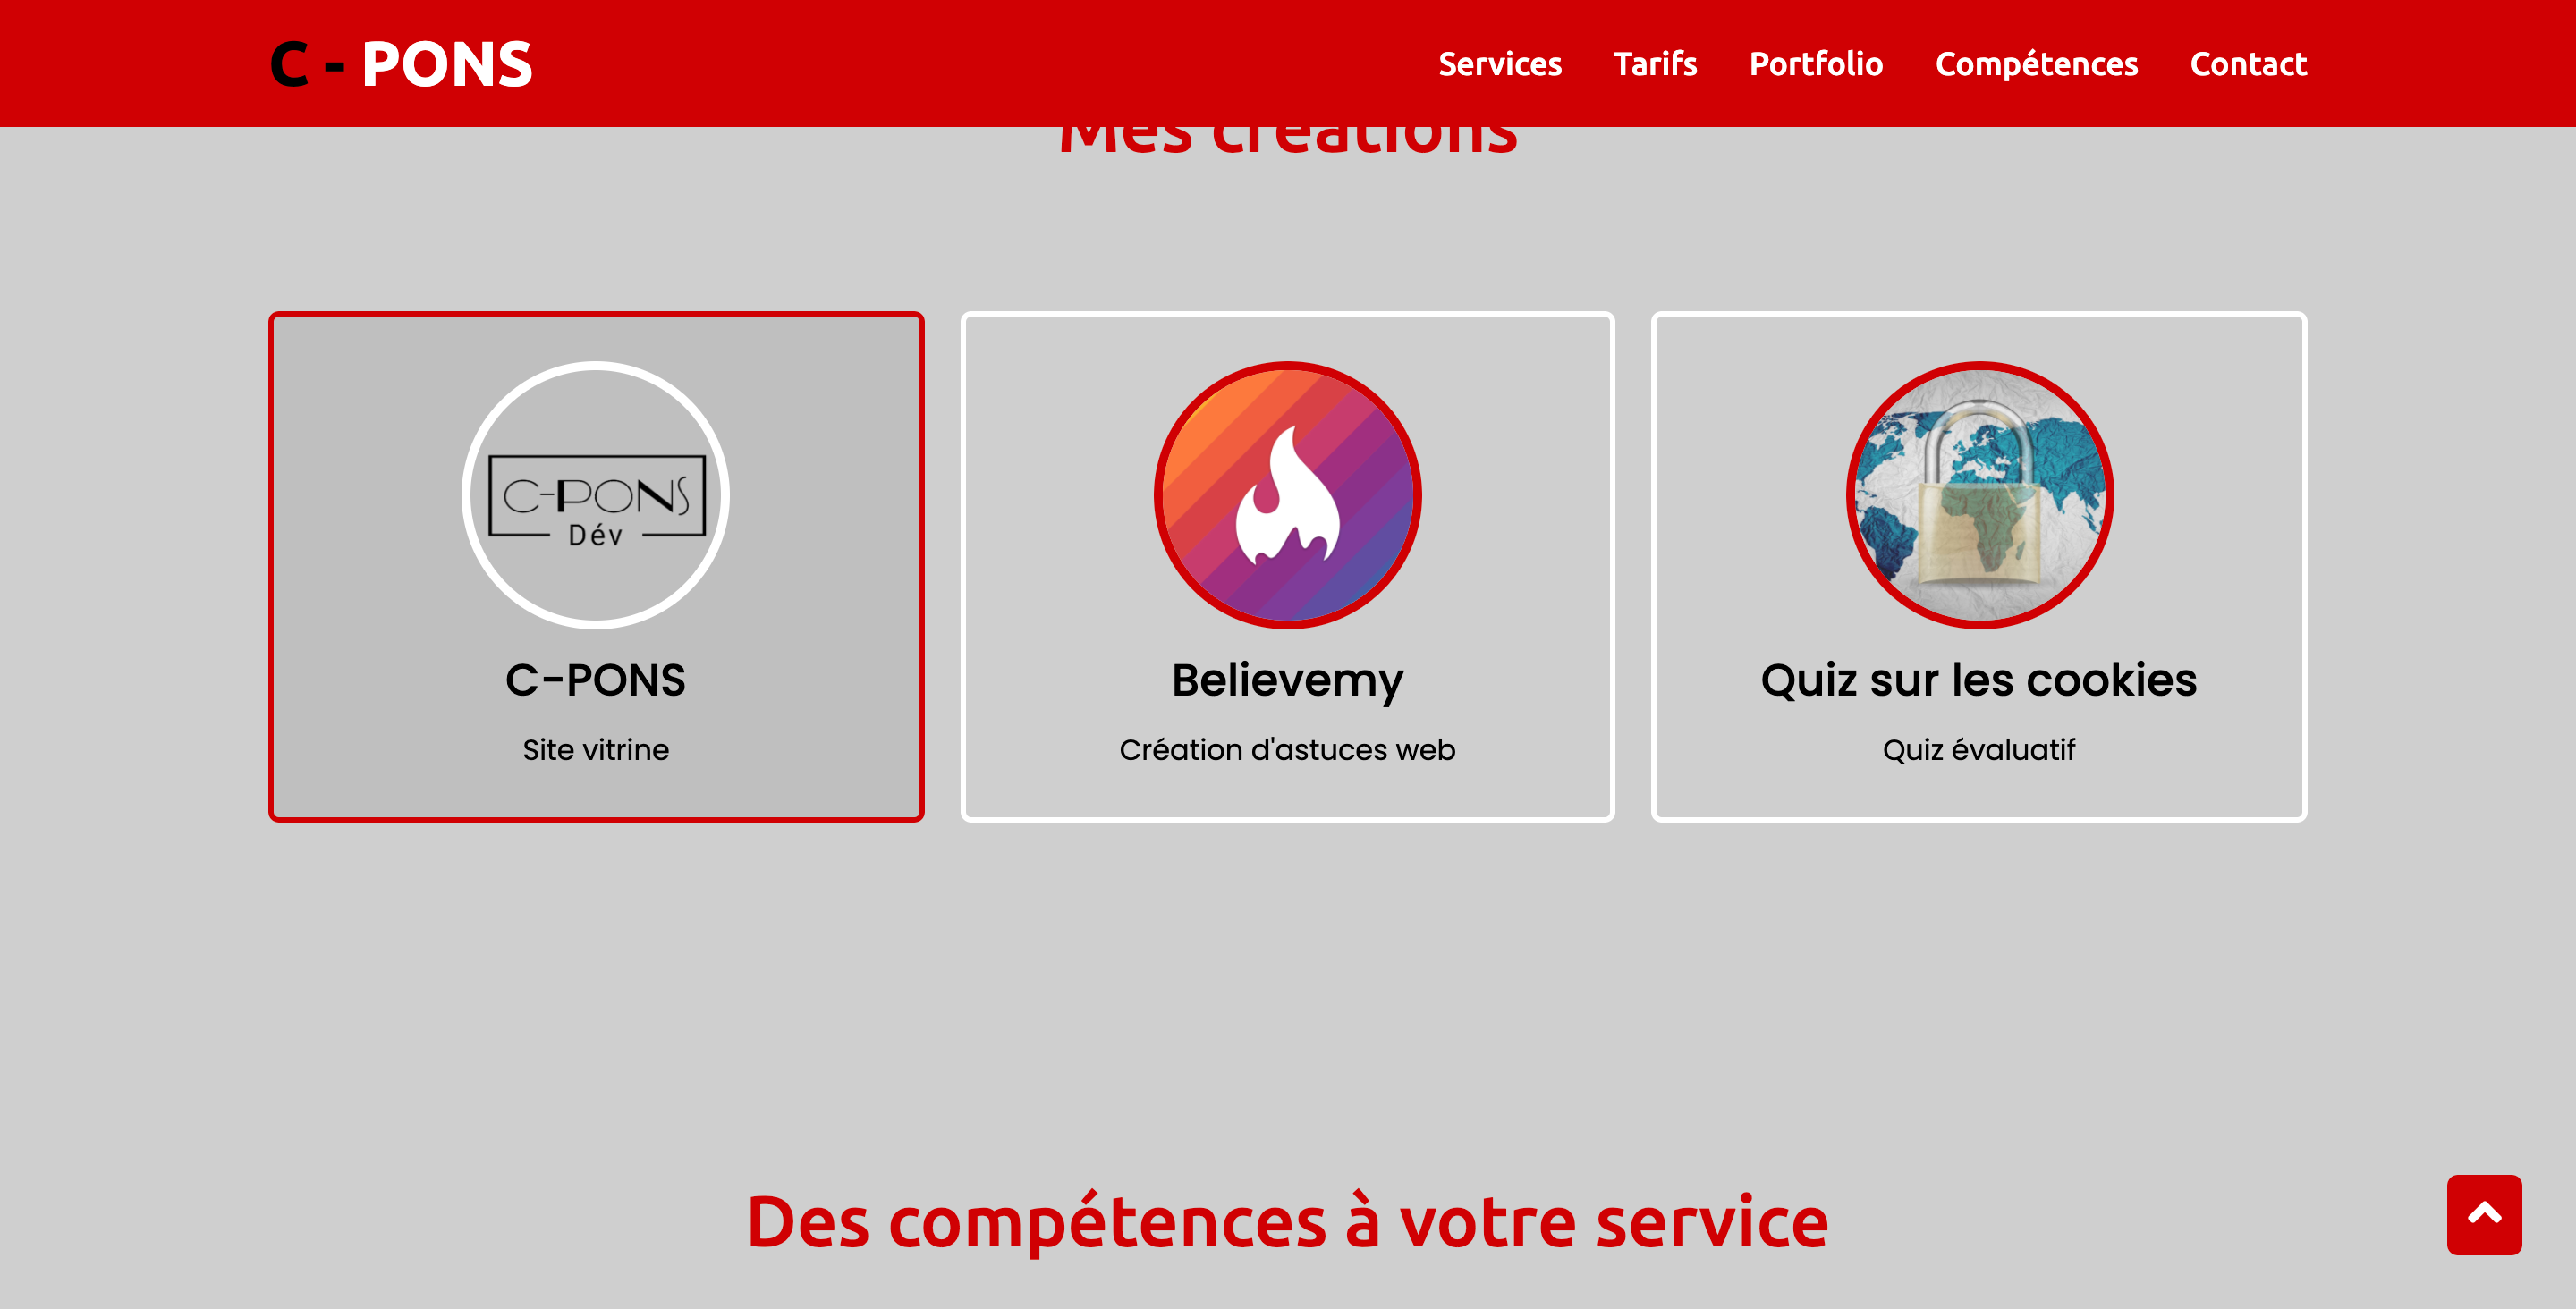 C - PONS
Services Tarifs Portfolio Compétences Contact
Mes créations
C-PONS
Dév
C-PONS
Site vitrine
Believemy
Création d'astuces web
Quiz sur les cookies
Quiz évaluatif
Des compétences à votre service